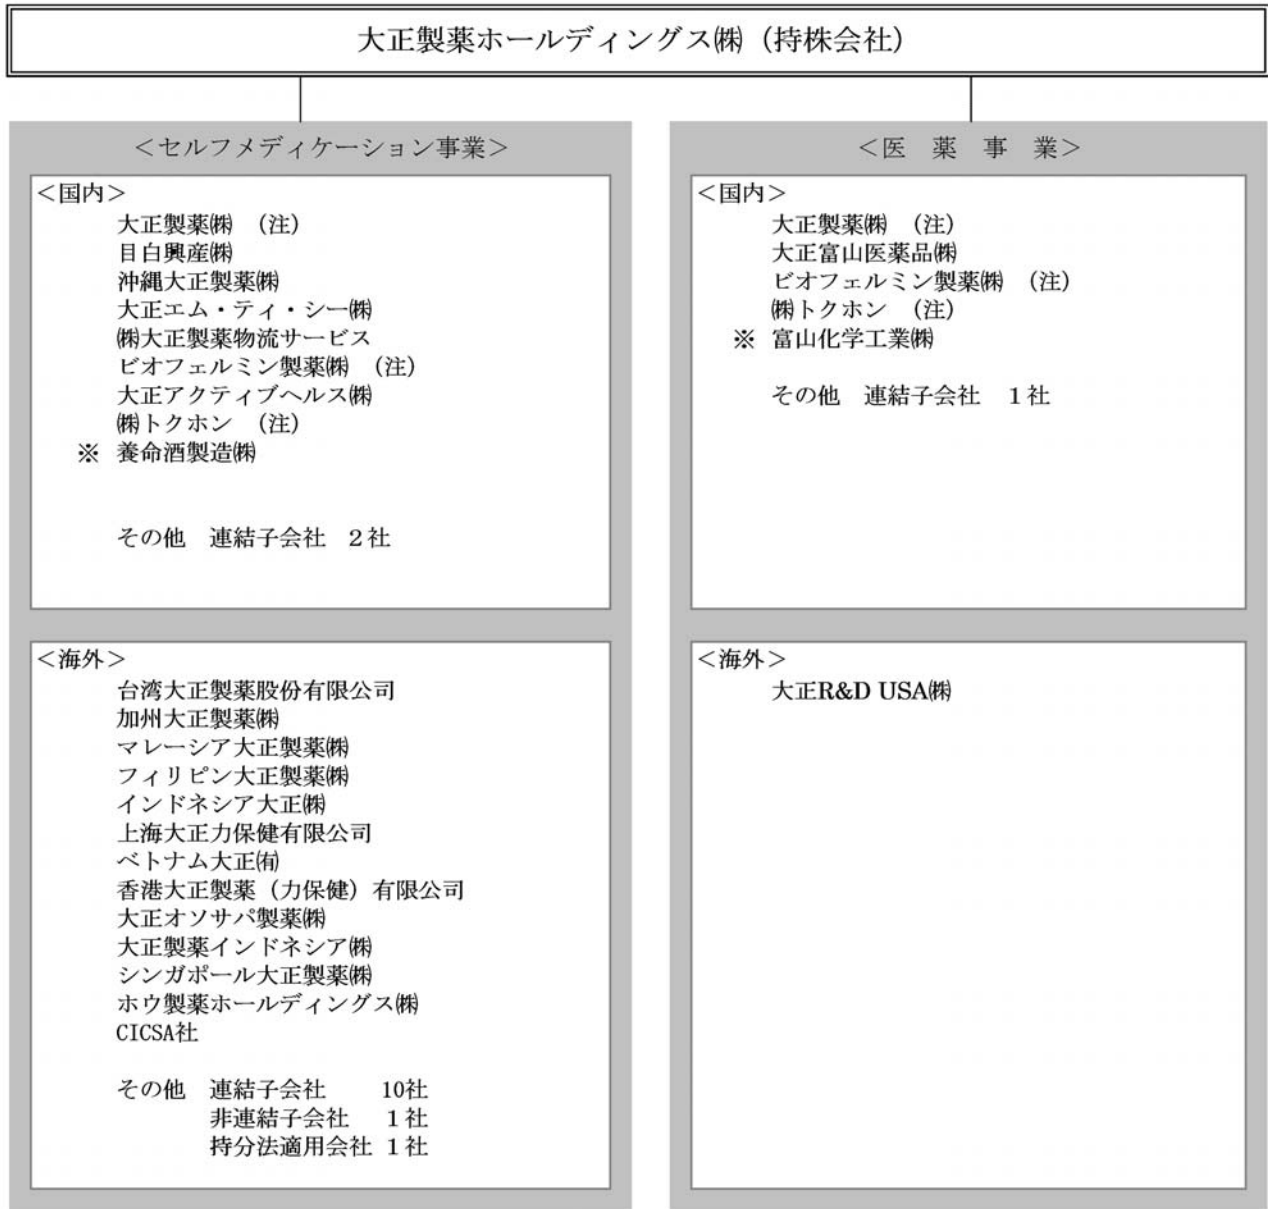 大正製薬ホールディングス㈱（持株会社）
＜セルフメディケーション事業＞
＜国内＞
大正製薬㈱　（注）
目白興産㈱
沖縄大正製薬㈱
大正エム・ティ・シー㈱
㈱大正製薬物流サービス
ビオフェルミン製薬㈱　（注）
大正アクティブヘルス㈱
㈱トクホン　（注）
※　養命酒製造㈱
その他　連結子会社　２社
＜海外＞
台湾大正製薬股份有限公司
加州大正製薬㈱
マレーシア大正製薬㈱
フィリピン大正製薬㈱
インドネシア大正㈱
上海大正力保健有限公司
ベトナム大正㈲
香港大正製薬（力保健）有限公司
大正オソサパ製薬㈱
大正製薬インドネシア㈱
シンガポール大正製薬㈱
ホウ製薬ホールディングス㈱
CICSA社
その他　連結子会社　10社
非連結子会社　１社
持分法適用会社 １社
＜医　薬　事　業＞
＜国内＞
大正製薬㈱　（注）
大正富山医薬品㈱
ビオフェルミン製薬㈱　（注）
㈱トクホン　（注）
※　富山化学工業㈱
その他　連結子会社　１社
＜海外＞
大正R&D USA㈱